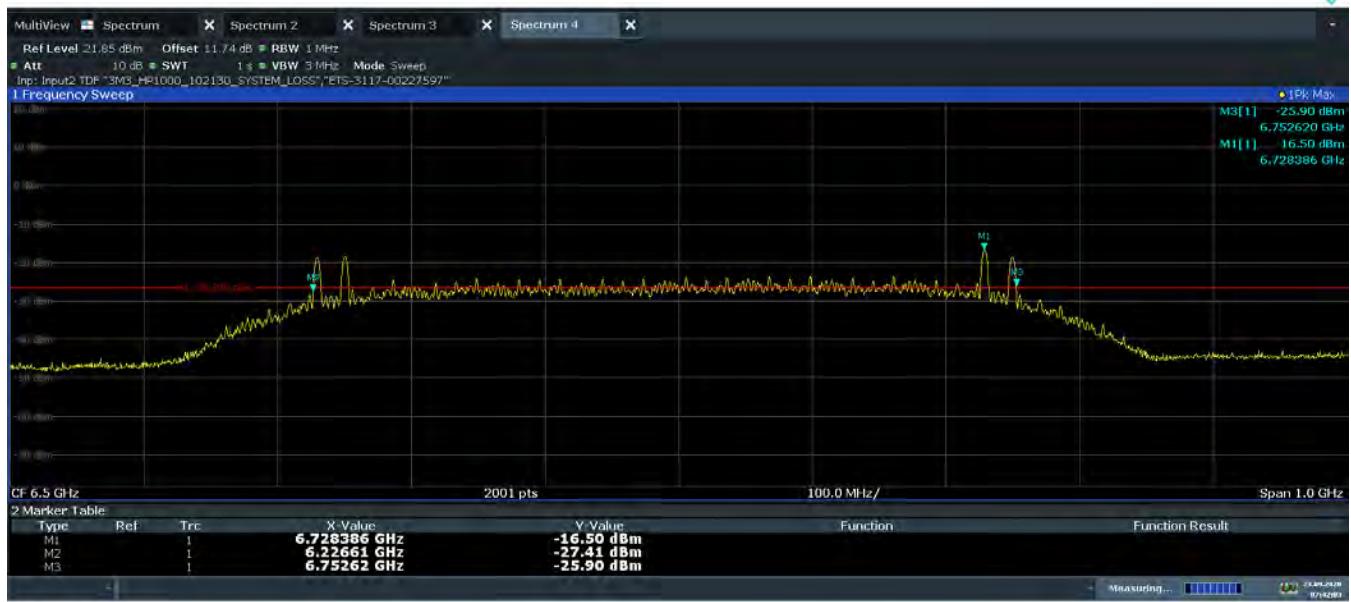 MultiView Spectrum X Spectrum 2 X Spectrum 3 X Spectrum 4 X
Ref Level 21.85 dBm Offset 11.74 dB RBW 1 MHz
Att 10 dB SWT 1 s VBW 3 MHz Mode Sweep
Inp: Input2 TDF "3M3_HP1000_102130_SYSTEM_LOSS","ETS-3117-00227597"
1 Frequency Sweep 1Pk Max
M3[1] -25.90 dBm
6.752620 GHz
M1[1] 16.50 dBm
6.728386 GHz
0 dBm
M1
M2
M3
CF 6.5 GHz 2001 pts 100.0 MHz/ Span 1.0 GHz
2 Marker Table
Type Ref Trc X-Value Y-Value Function Function Result
M1 1 6.728386 GHz -16.50 dBm
M2 1 6.22661 GHz -27.41 dBm
M3 1 6.75262 GHz -25.90 dBm
Measuring...